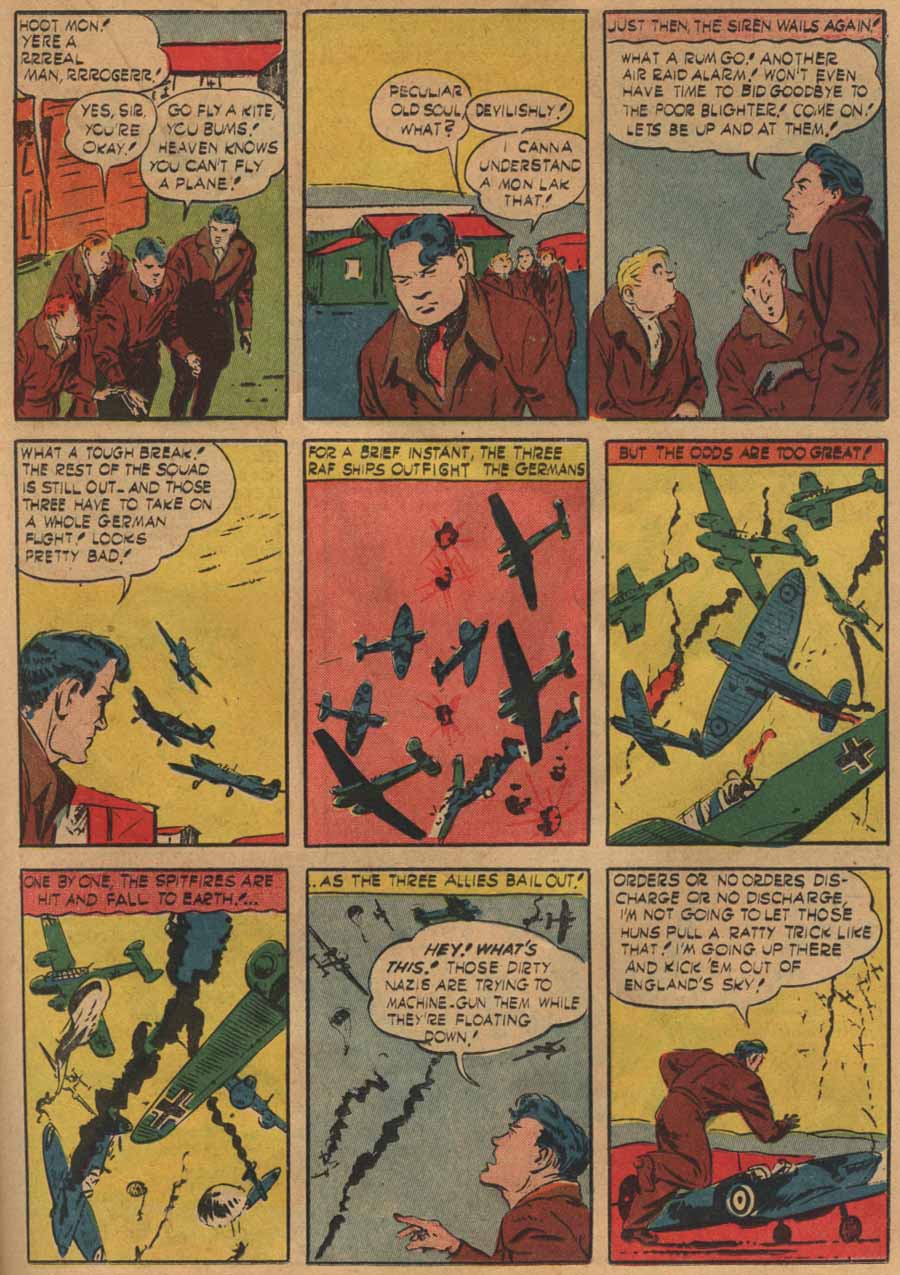 HOOT MON!
YERE A
RRREAL
MAN, RRROGERR!
YES, SIR,
YOU'RE
OKAY!
GO FLY A KITE,
YOU BUMS!
HEAVEN KNOWS
YOU CAN'T FLY
A PLANE!
PECULIAR
OLD SOUL,
WHAT?
DEVILISHLY!
I CANNA
UNDERSTAND
A MON LAK
THAT!
JUST THEN, THE SIREN WAILS AGAIN!
WHAT A RUM GO! ANOTHER
AIR RAID ALARM! WON'T EVEN
HAVE TIME TO BID GOODBYE TO
THE POOR BLIGHTER! COME ON!
LETS BE UP AND AT THEM!
WHAT A TOUGH BREAK!
THE REST OF THE SQUAD
IS STILL OUT - AND THOSE
THREE HAVE TO TAKE ON
A WHOLE GERMAN
FLIGHT! LOOKS
PRETTY BAD!
FOR A BRIEF INSTANT, THE THREE
RAF SHIPS OUTFIGHT THE GERMANS
BUT THE ODDS ARE TOO GREAT!
ONE BY ONE, THE SPITFIRES ARE
HIT AND FALL TO EARTH!...
...AS THE THREE ALLIES BAIL OUT!
HEY! WHAT'S
THIS! THOSE DIRTY
NAZIS ARE TRYING TO
MACHINE-GUN THEM WHILE
THEY'RE FLOATING
DOWN!
ORDERS OR NO ORDERS, DIS-
CHARGE OR NO DISCHARGE,
I'M NOT GOING TO LET THOSE
HUNS PULL A RATTY TRICK LIKE
THAT! I'M GOING UP THERE
AND KICK 'EM OUT OF
ENGLAND'S SKY!